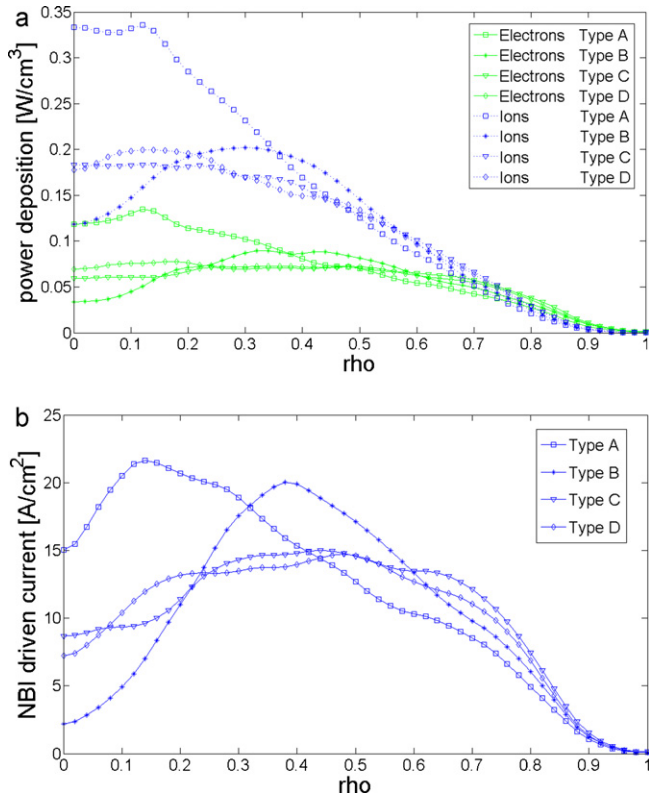 a
power deposition [W/cm³]
0.35
0.3
0.25
0.2
0.15
0.1
0.05
0
Electrons Type A
Electrons Type B
Electrons Type C
Electrons Type D
Ions Type A
Ions Type B
Ions Type C
Ions Type D
0 0.1 0.2 0.3 0.4 0.5 0.6 0.7 0.8 0.9 1
rho
b
NBI driven current [A/cm²]
25
20
15
10
5
0
Type A
Type B
Type C
Type D
0 0.1 0.2 0.3 0.4 0.5 0.6 0.7 0.8 0.9 1
rho